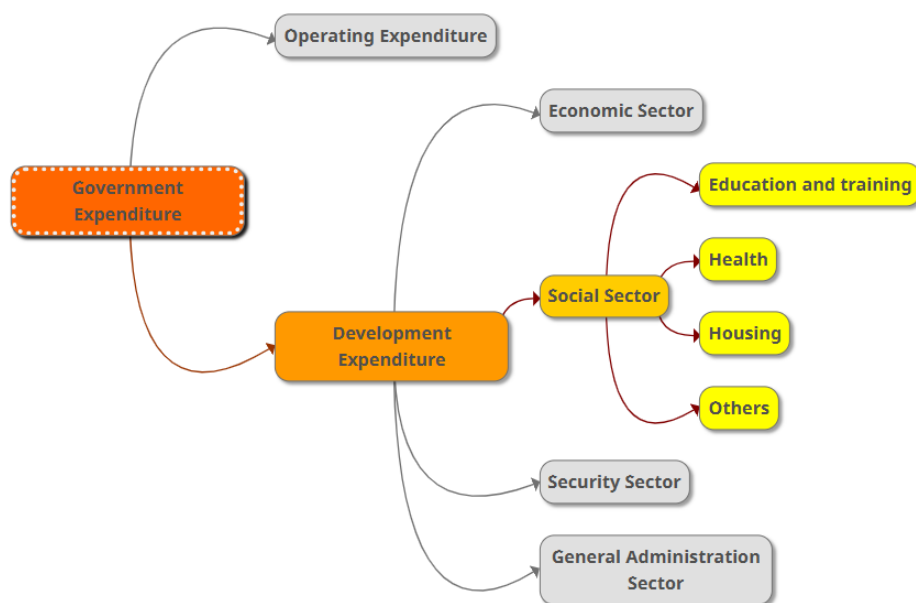 Operating Expenditure
Economic Sector
Government
Expenditure
Education and training
Health
Social Sector
Housing
Development
Expenditure
Others
Security Sector
General Administration
Sector